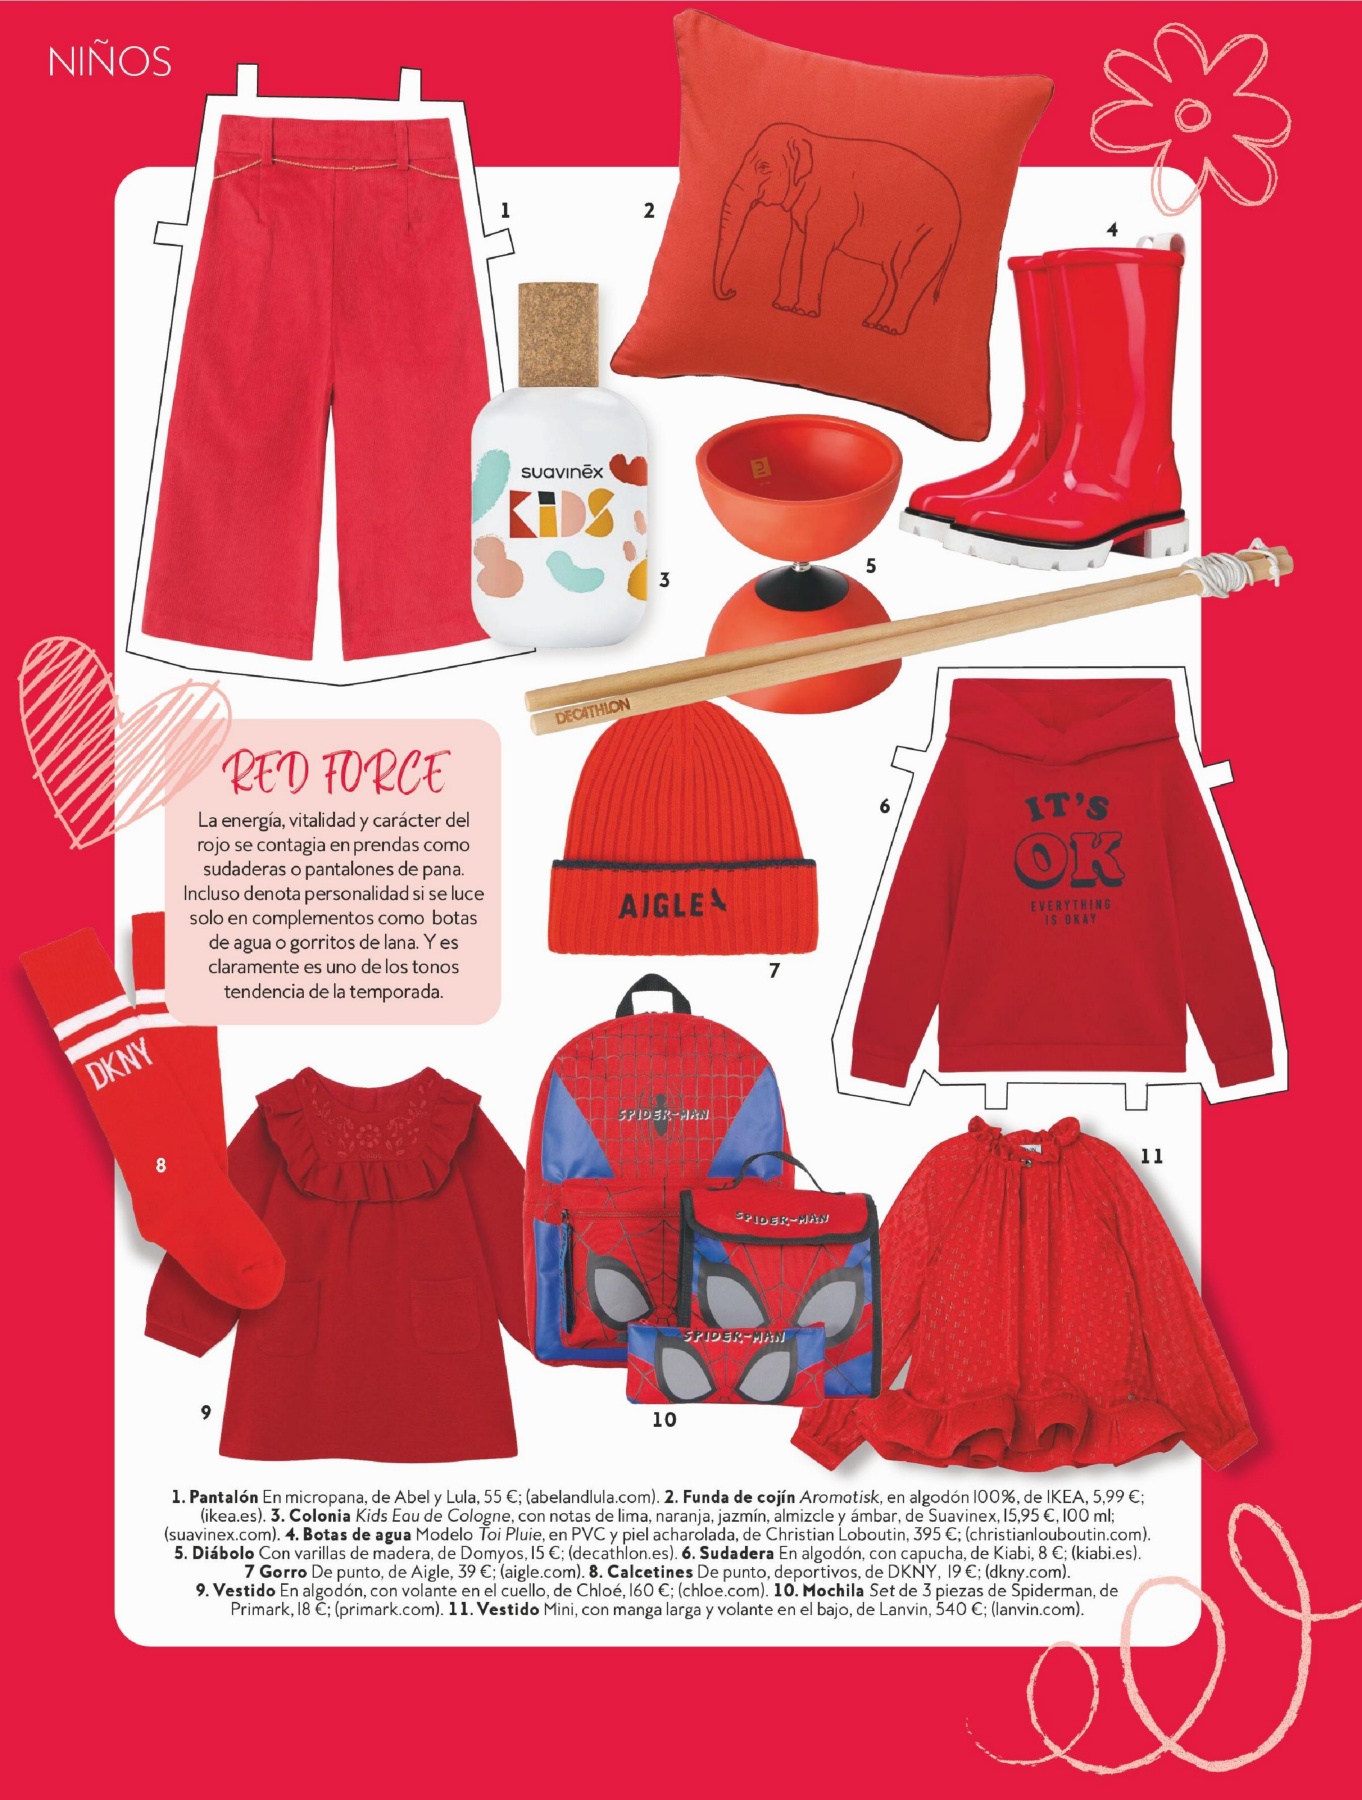 NIÑOS
1
2
4
suavinēx
KIDS
3
5
DECATHLON
RED FORCE
La energía, vitalidad y carácter del
rojo se contagia en prendas como
sudaderas o pantalones de pana.
Incluso denota personalidad si se luce
solo en complementos como botas
de agua o gorritos de lana. Y es
claramente es uno de los tonos
tendencia de la temporada.
6
IT'S
OK
EVERYTHING
IS OKAY
AIGLE
7
DKNY
8
SPIDER-MAN
SPIDER-MAN
SPIDER-MAN
11
9
10
1. Pantalón En micropana, de Abel y Lula, 55 €; (abelandlula.com). 2. Funda de cojín Aromatisk, en algodón 100%, de IKEA, 5,99 €;
(ikea.es). 3. Colonia Kids Eau de Cologne, con notas de lima, naranja, jazmín, almizcle y ámbar, de Suavinex, 15,95 €, 100 ml;
(suavinex.com). 4. Botas de agua Modelo Toi Pluie, en PVC y piel acharolada, de Christian Loboutin, 395 €; (christianlouboutin.com).
5. Diábolo Con varillas de madera, de Domyos, 15 €; (decathlon.es). 6. Sudadera En algodón, con capucha, de Kiabi, 8 €; (kiabi.es).
7 Gorro De punto, de Aigle, 39 €; (aigle.com). 8. Calcetines De punto, deportivos, de DKNY, 19 €; (dkny.com).
9. Vestido En algodón, con volante en el cuello, de Chloé, 160 €; (chloe.com). 10. Mochila Set de 3 piezas de Spiderman, de
Primark, 18 €; (primark.com). 11. Vestido Mini, con manga larga y volante en el bajo, de Lanvin, 540 €; (lanvin.com).